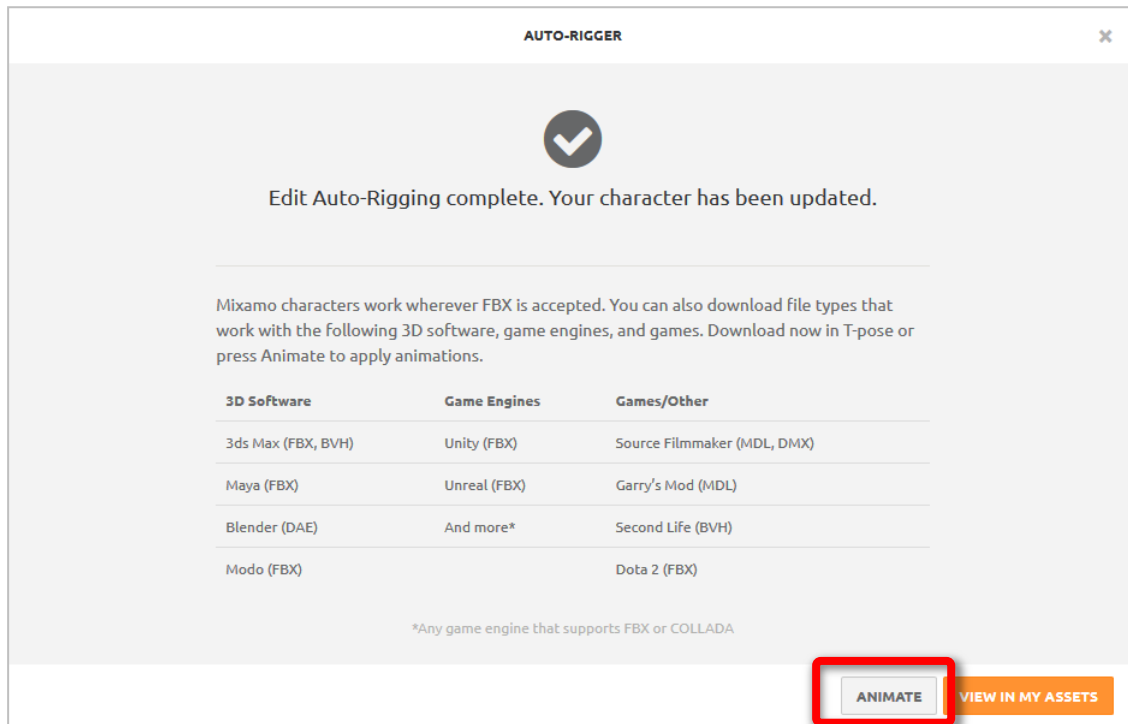 AUTO-RIGGER
Edit Auto-Rigging complete. Your character has been updated.
Mixamo characters work wherever FBX is accepted. You can also download file types that
work with the following 3D software, game engines, and games. Download now in T-pose or
press Animate to apply animations.
3D Software Game Engines Games/Other
3ds Max (FBX, BVH) Unity (FBX) Source Filmmaker (MDL, DMX)
Maya (FBX) Unreal (FBX) Garry's Mod (MDL)
Blender (DAE) And more* Second Life (BVH)
Modo (FBX) Dota 2 (FBX)
*Any game engine that supports FBX or COLLADA
ANIMATE VIEW IN MY ASSETS